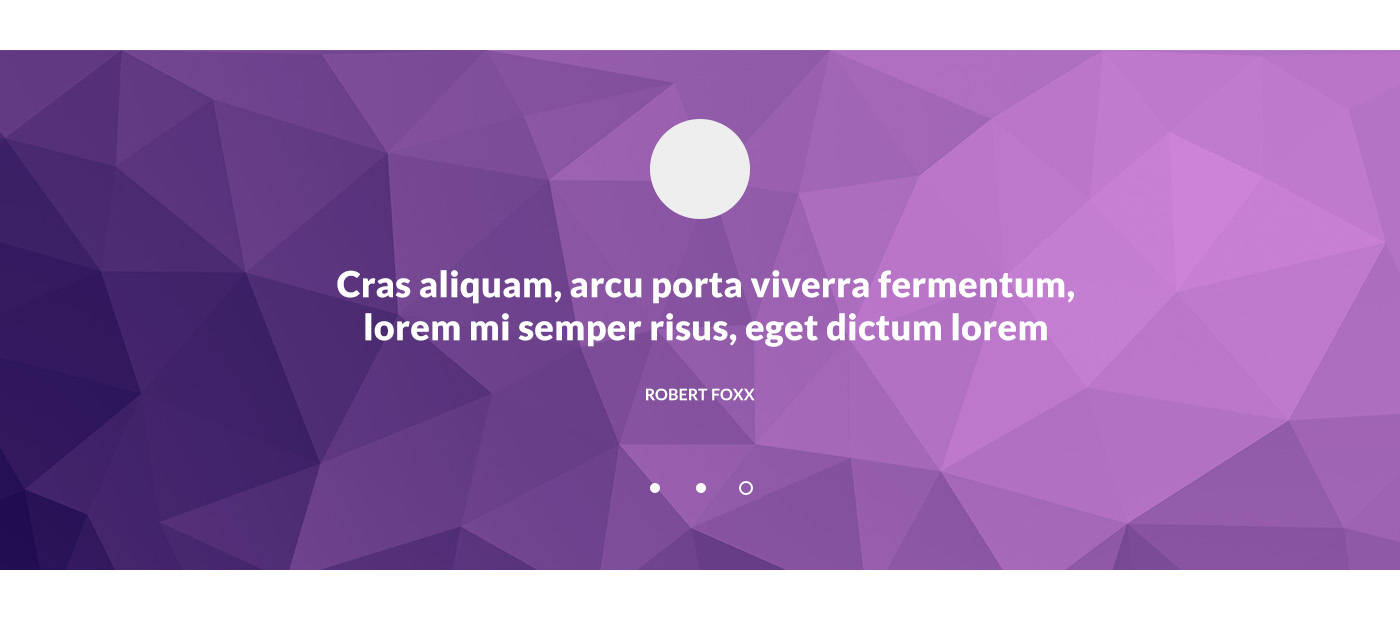 Cras aliquam, arcu porta viverra fermentum,
lorem mi semper risus, eget dictum lorem
ROBERT FOXX